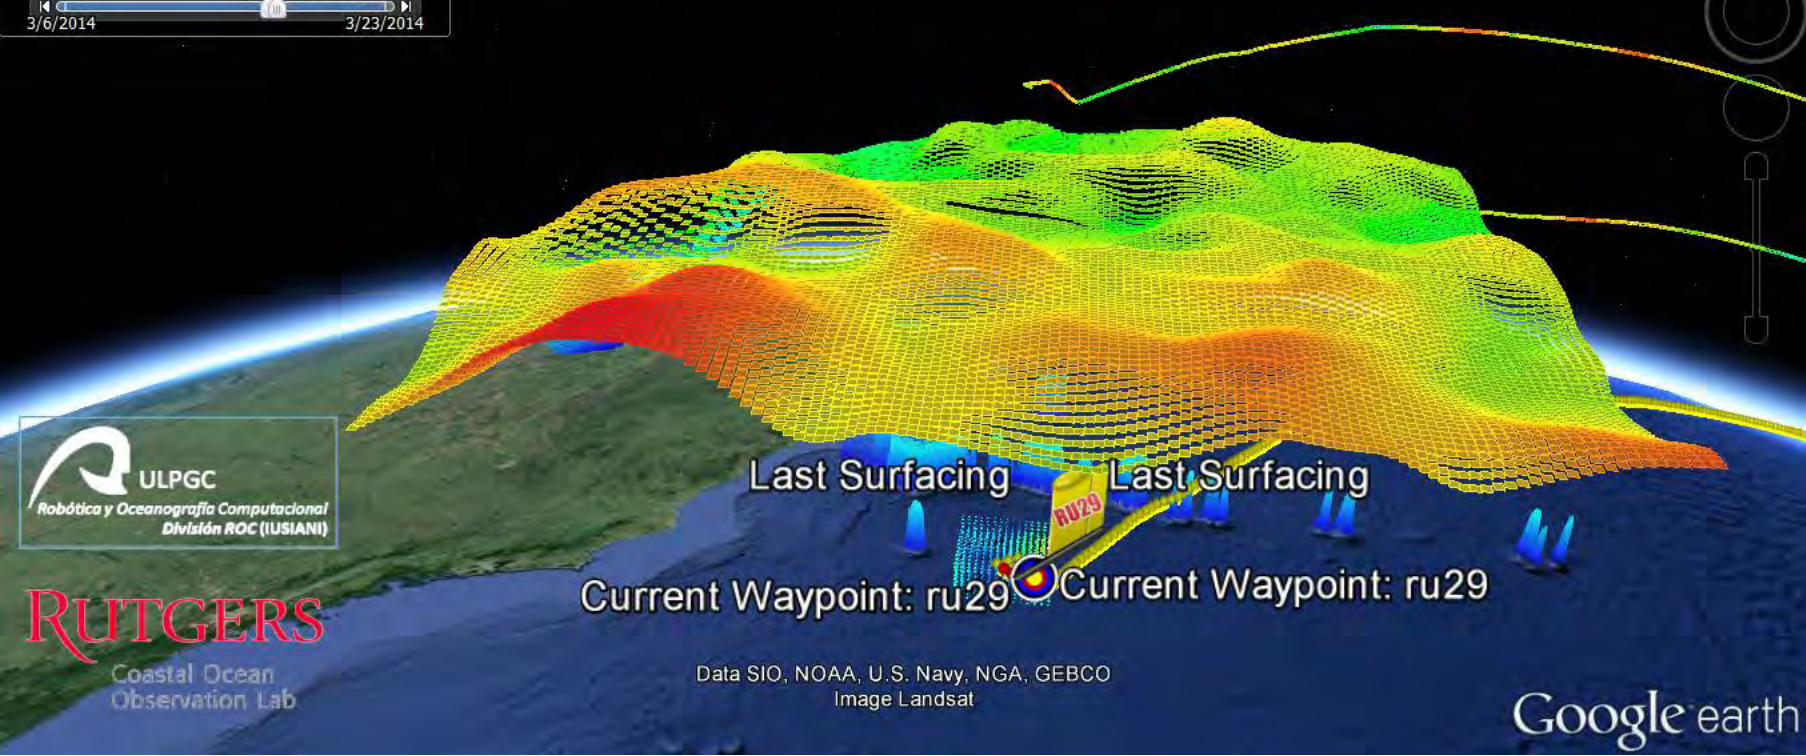 3/6/2014
3/23/2014
Last Surfacing
Last Surfacing
RU29
ULPGC
Robótica y Oceanografía Computacional
División ROC (IUSIANI)
Current Waypoint: ru29
Current Waypoint: ru29
RUTGERS
Coastal Ocean
Observation Lab
Data SIO, NOAA, U.S. Navy, NGA, GEBCO
Image Landsat
Google earth